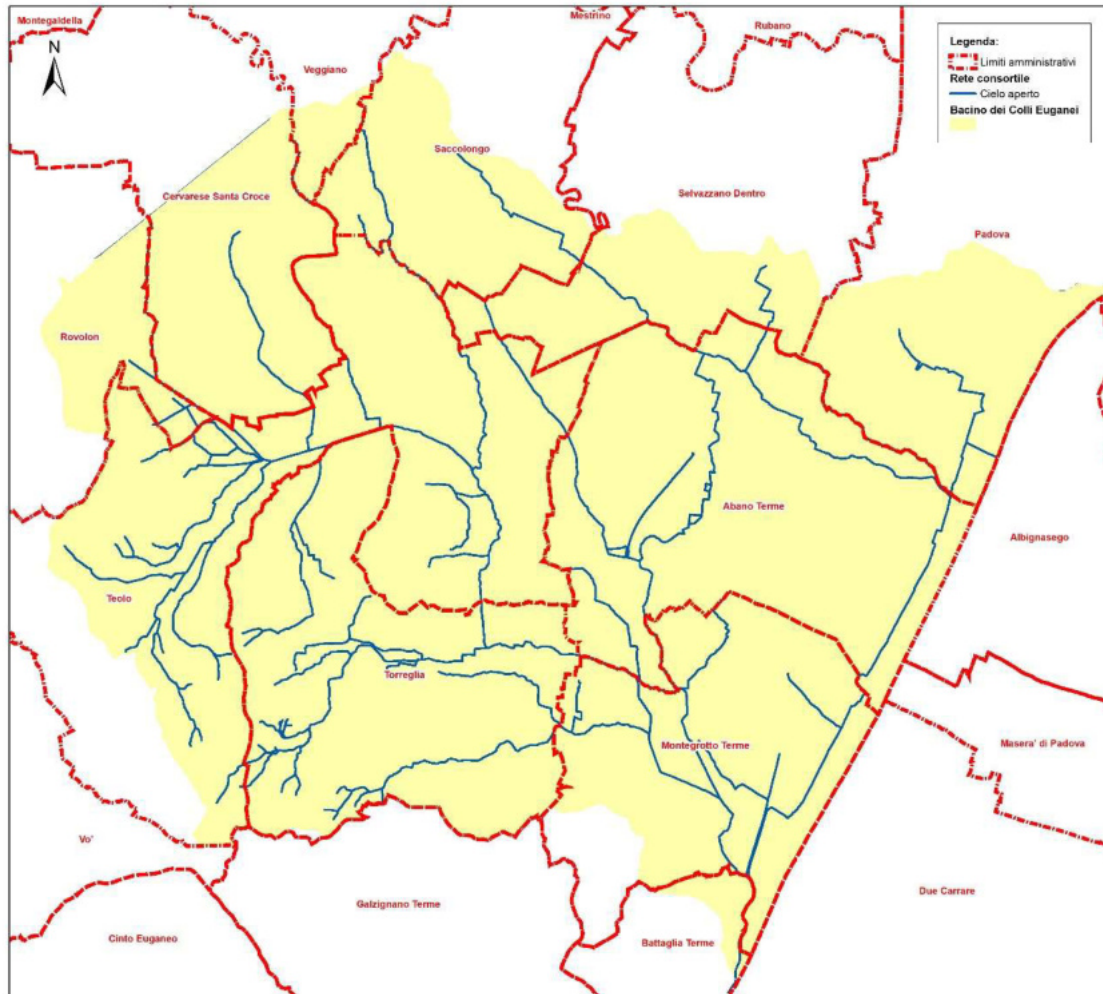 Montegaldella
Mestrino
Rubano
N
Veggiano
Legenda:
Limiti amministrativi
Rete consortile
Cielo aperto
Bacino dei Colli Euganei
Saccolongo
Cervarese Santa Croce
Selvazzano Dentro
Padova
Rovolon
Abano Terme
Albignasego
Teolo
Torreglia
Montegrotto Terme
Masera' di Padova
Vo'
Galzignano Terme
Due Carrare
Cinto Euganeo
Battaglia Terme